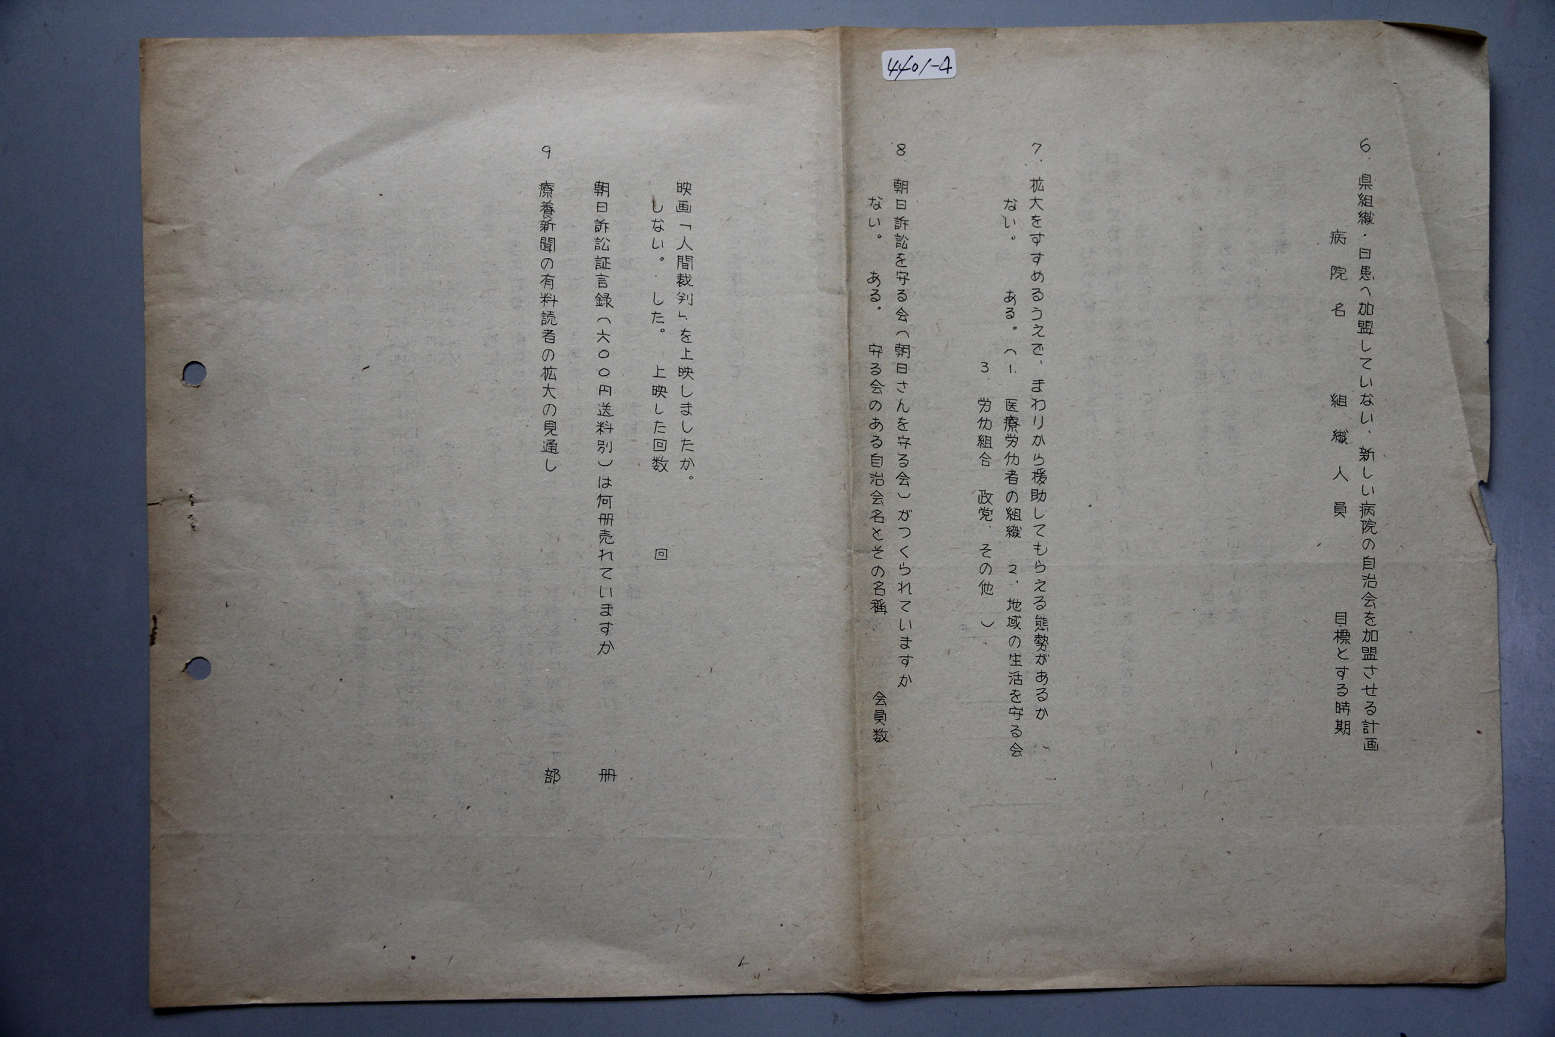 4401-A
6. 県組織・日患へ加盟していない、新しい病院の自治会を加盟させる計画
病院名 組織人員 目標とする時期
7. 拡大をすすめるうえで、まわりから援助してもらえる態勢があるか
ない。 ある。(1. 医療労仂者の組織 2. 地域の生活を守る会
3. 労仂組合 政党 その他 )
8 朝日訴訟を守る会(朝日さんを守る会)がつくられていますか
ない。 ある。 守る会のある自治会名とその名称 会員数
映画「人間裁判」を上映しましたか。
しない。 した。 上映した回数 回
朝日訴訟証言録(六〇〇円送料別)は何冊売れていますか 冊
9 療養新聞の有料読者の拡大の見通し 部